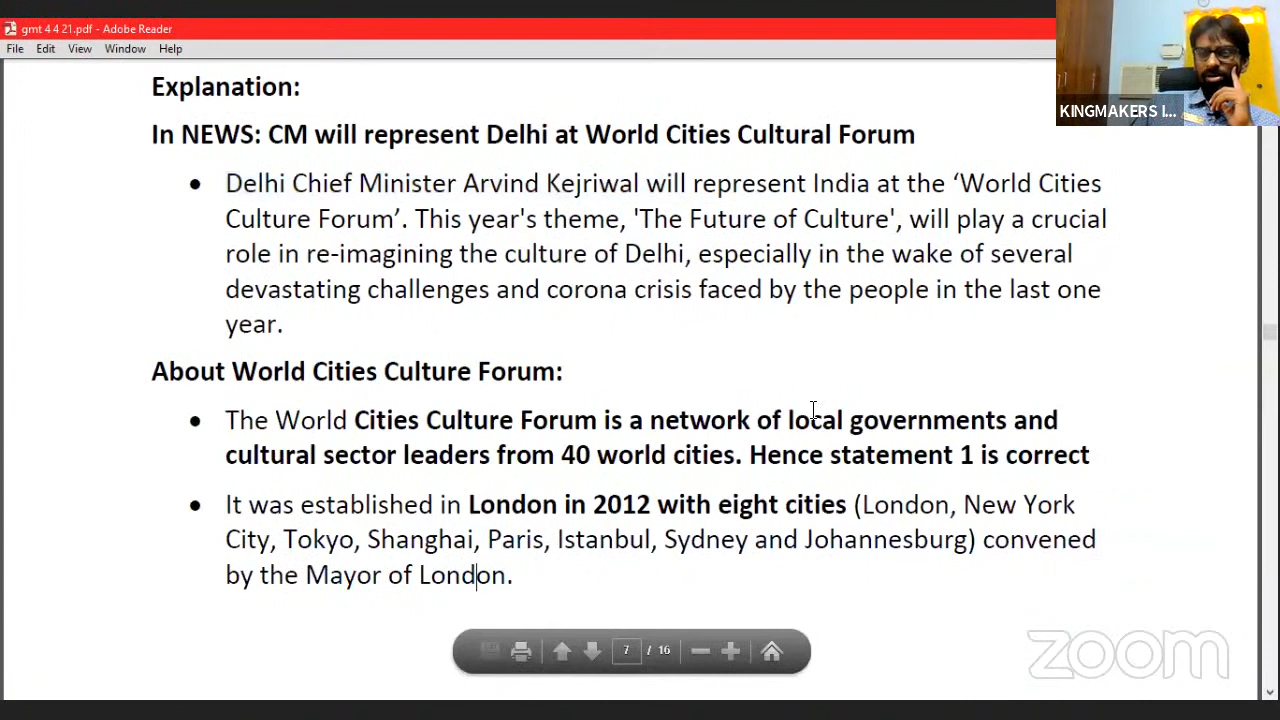 gmt 4 4 21.pdf - Adobe Reader
File Edit View Window Help
KINGMAKERS I...
Explanation:
In NEWS: CM will represent Delhi at World Cities Cultural Forum
• Delhi Chief Minister Arvind Kejriwal will represent India at the ‘World Cities
Culture Forum’. This year's theme, 'The Future of Culture', will play a crucial
role in re-imagining the culture of Delhi, especially in the wake of several
devastating challenges and corona crisis faced by the people in the last one
year.
About World Cities Culture Forum:
• The World Cities Culture Forum is a network of local governments and
cultural sector leaders from 40 world cities. Hence statement 1 is correct
• It was established in London in 2012 with eight cities (London, New York
City, Tokyo, Shanghai, Paris, Istanbul, Sydney and Johannesburg) convened
by the Mayor of London.
7 / 16
zoom